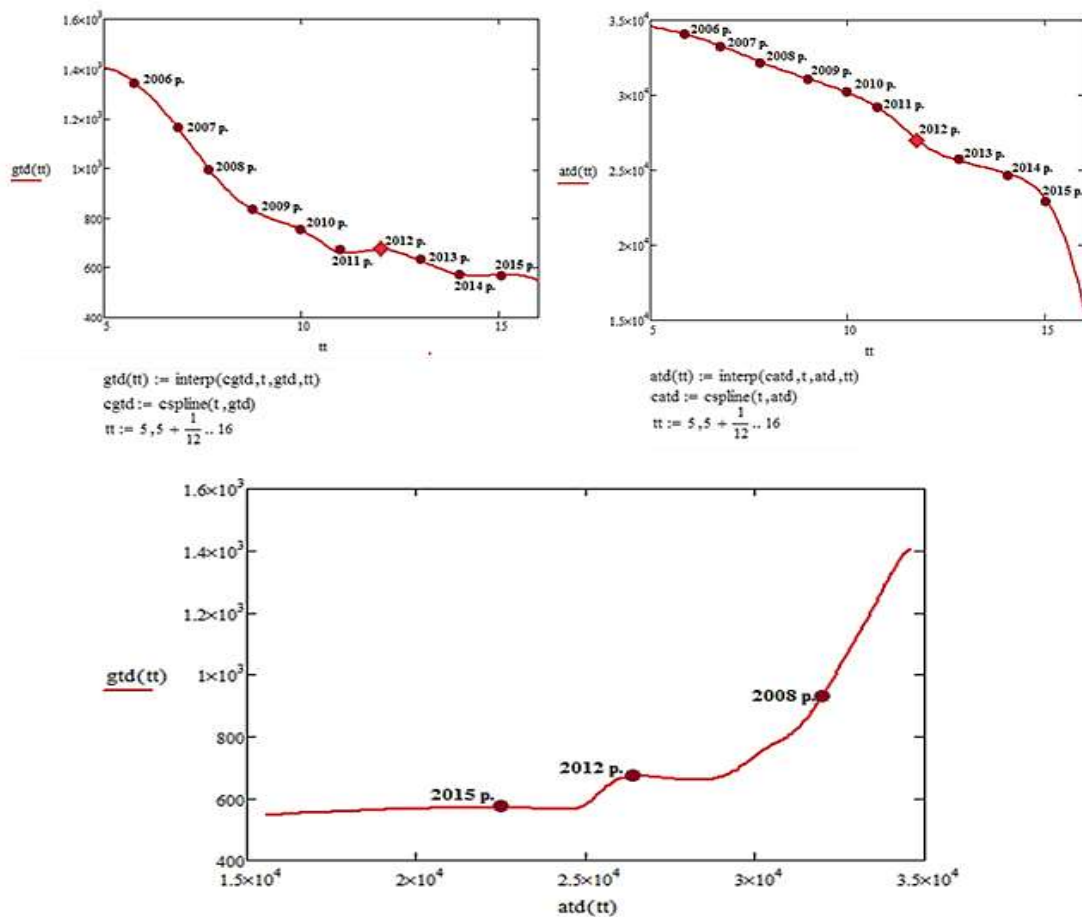 1.6×10³
1.4×10³
1.2×10³
1×10³
800
600
400
gtd(tt)
2006 р.
2007 р.
2008 р.
2009 р.
2010 р.
2011 р.
2012 р.
2013 р.
2014 р.
2015 р.
5
10
15
tt
gtd(tt) := interp(cgtd,t,gtd,tt)
cgtd := cspline(t,gtd)
tt := 5,5 + 1/12 .. 16
3.5×10⁴
3×10⁴
2.5×10⁴
2×10⁴
1.5×10⁴
atd(tt)
2006 р.
2007 р.
2008 р.
2009 р.
2010 р.
2011 р.
2012 р.
2013 р.
2014 р.
2015 р.
5
10
15
tt
atd(tt) := interp(catd,t,atd,tt)
catd := cspline(t,atd)
tt := 5,5 + 1/12 .. 16
1.6×10³
1.4×10³
1.2×10³
1×10³
800
600
400
gtd(tt)
2008 р.
2012 р.
2015 р.
1.5×10⁴
2×10⁴
2.5×10⁴
3×10⁴
3.5×10⁴
atd(tt)